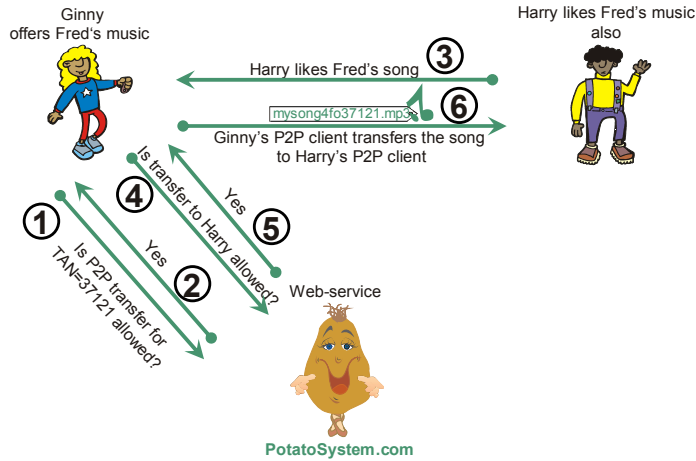 Ginny
offers Fred's music
Harry likes Fred's music
also
Harry likes Fred's song
3
mysong4fo37121.mp3
6
Ginny's P2P client transfers the song
to Harry's P2P client
Is transfer to Harry allowed?
4
Yes
5
1
Is P2P transfer for
TAN=37121 allowed?
Yes
2
Web-service
PotatoSystem.com